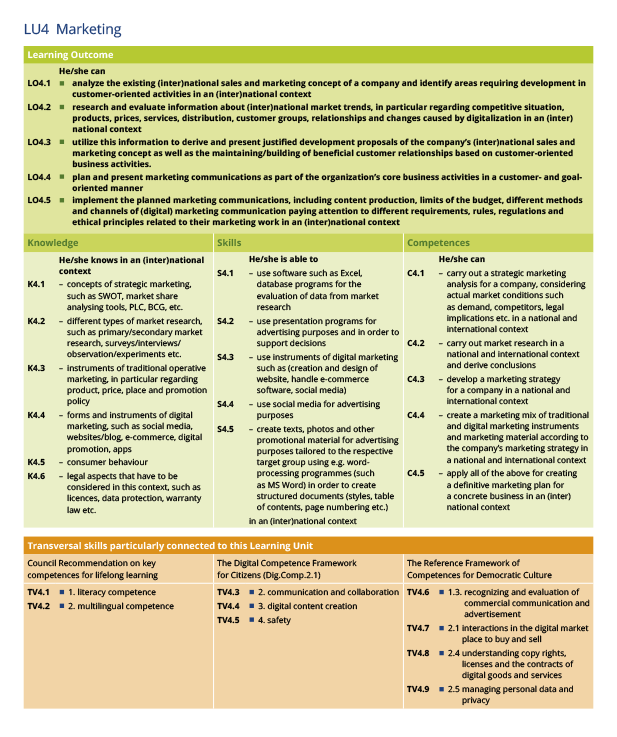 LU4 Marketing
Learning Outcome
He/she can
LO4.1 ■ analyze the existing (inter)national sales and marketing concept of a company and identify areas requiring development in
customer-oriented activities in an (inter)national context
LO4.2 ■ research and evaluate information about (inter)national market trends, in particular regarding competitive situation,
products, prices, services, distribution, customer groups, relationships and changes caused by digitalization in an (inter)
national context
LO4.3 ■ utilize this information to derive and present justified development proposals of the company's (inter)national sales and
marketing concept as well as the maintaining/building of beneficial customer relationships based on customer-oriented
business activities.
LO4.4 ■ plan and present marketing communications as part of the organization's core business activities in a customer- and goal-
oriented manner
LO4.5 ■ implement the planned marketing communications, including content production, limits of the budget, different methods
and channels of (digital) marketing communication paying attention to different requirements, rules, regulations and
ethical principles related to their marketing work in an (inter)national context
Knowledge
He/she knows in an (inter)national
context
K4.1 – concepts of strategic marketing,
such as SWOT, market share
analysing tools, PLC, BCG, etc.
K4.2 – different types of market research,
such as primary/secondary market
research, surveys/interviews/
observation/experiments etc.
K4.3 – instruments of traditional operative
marketing, in particular regarding
product, price, place and promotion
policy
K4.4 – forms and instruments of digital
marketing, such as social media,
websites/blog, e-commerce, digital
promotion, apps
K4.5 – consumer behaviour
K4.6 – legal aspects that have to be
considered in this context, such as
licences, data protection, warranty
law etc.
Skills
He/she is able to
S4.1 – use software such as Excel,
database programs for the
evaluation of data from market
research
S4.2 – use presentation programs for
advertising purposes and in order to
support decisions
S4.3 – use instruments of digital marketing
such as (creation and design of
website, handle e-commerce
software, social media)
S4.4 – use social media for advertising
purposes
S4.5 – create texts, photos and other
promotional material for advertising
purposes tailored to the respective
target group using e.g. word-
processing programmes (such
as MS Word) in order to create
structured documents (styles, table
of contents, page numbering etc.)
in an (inter)national context
Competences
He/she can
C4.1 – carry out a strategic marketing
analysis for a company, considering
actual market conditions such
as demand, competitors, legal
implications etc. in a national and
international context
C4.2 – carry out market research in a
national and international context
and derive conclusions
C4.3 – develop a marketing strategy
for a company in a national and
international context
C4.4 – create a marketing mix of traditional
and digital marketing instruments
and marketing material according to
the company's marketing strategy in
a national and international context
C4.5 – apply all of the above for creating
a definitive marketing plan for
a concrete business in an (inter)
national context
Transversal skills particularly connected to this Learning Unit
Council Recommendation on key
competences for lifelong learning
TV4.1 ■ 1. literacy competence
TV4.2 ■ 2. multilingual competence
The Digital Competence Framework
for Citizens (Dig.Comp.2.1)
TV4.3 ■ 2. communication and collaboration
TV4.4 ■ 3. digital content creation
TV4.5 ■ 4. safety
The Reference Framework of
Competences for Democratic Culture
TV4.6 ■ 1.3. recognizing and evaluation of
commercial communication and
advertisement
TV4.7 ■ 2.1 interactions in the digital market
place to buy and sell
TV4.8 ■ 2.4 understanding copy rights,
licenses and the contracts of
digital goods and services
TV4.9 ■ 2.5 managing personal data and
privacy